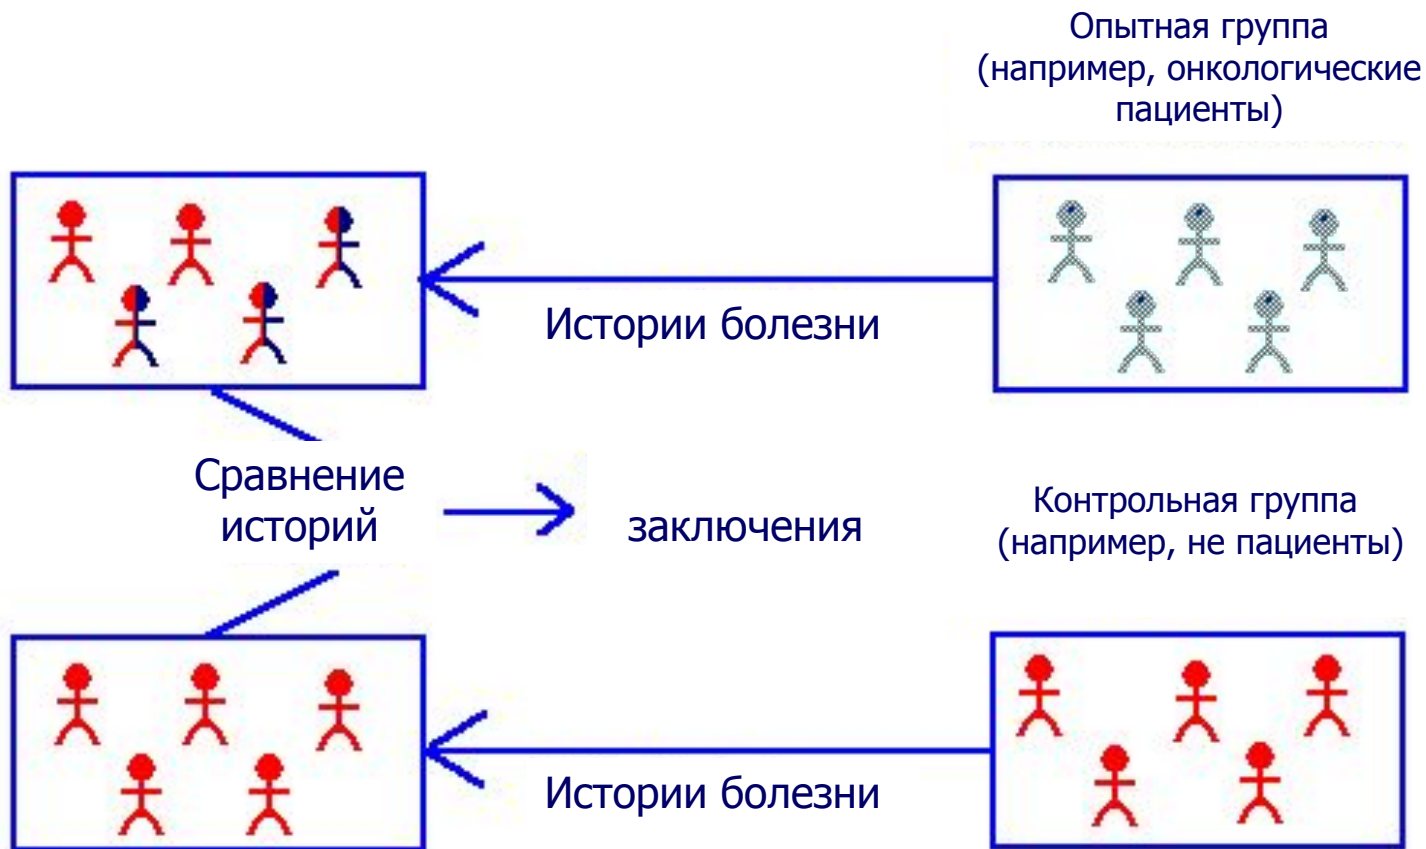 Опытная группа
(например, онкологические
пациенты)
Истории болезни
Сравнение
историй
заключения
Контрольная группа
(например, не пациенты)
Истории болезни